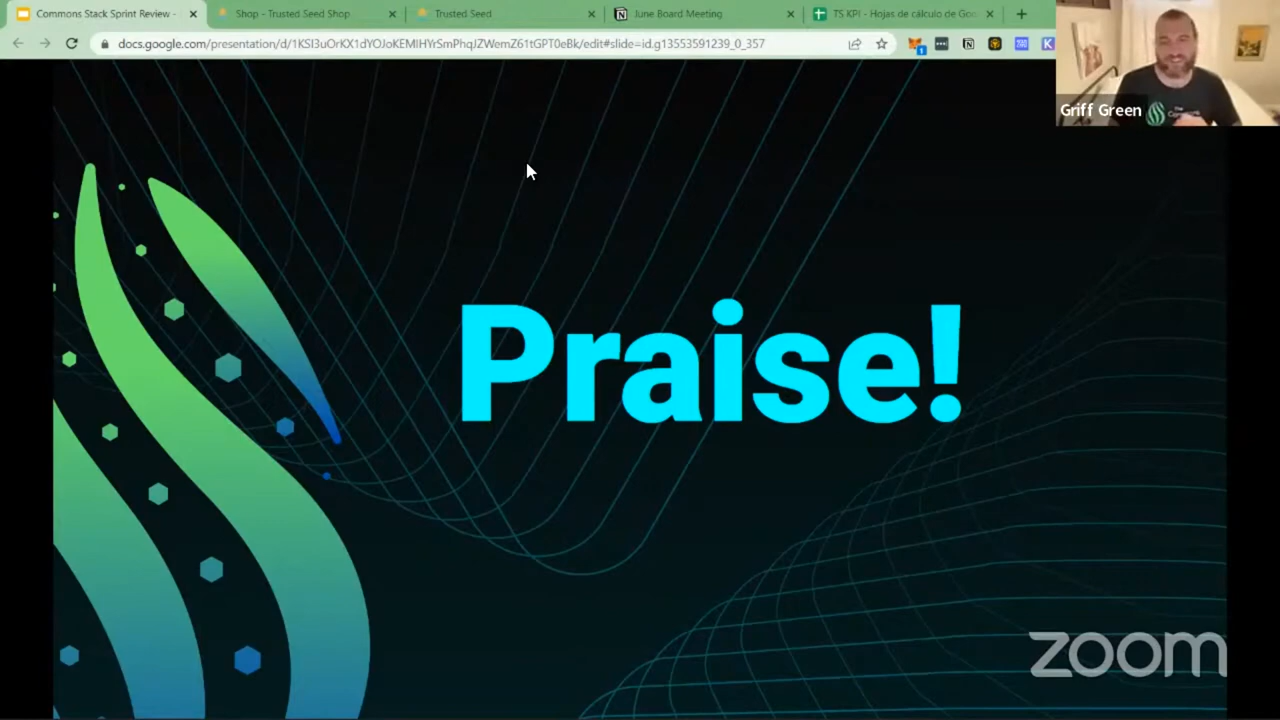 Commons Stack Sprint Review -
Shop - Trusted Seed Shop
Trusted Seed
June Board Meeting
TS KPI - Hojas de cálculo de Goo
docs.google.com/presentation/d/1KSI3uOrKX1dYOJoKEMIHYrSmPhqJZWemZ61tGPT0eBk/edit#slide=id.g13553591239_0_357
Griff Green
Praise!
zoom